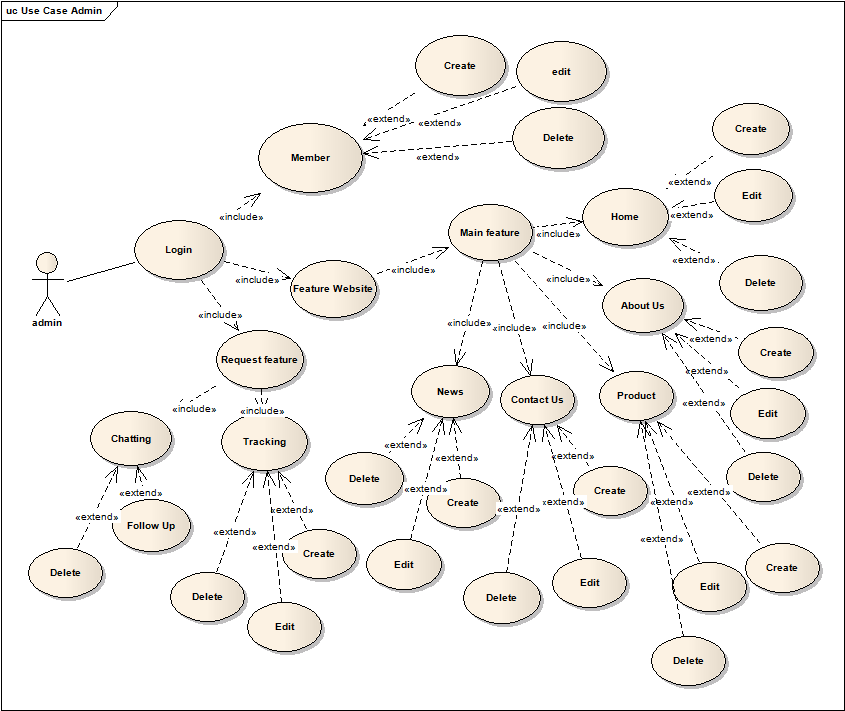 uc Use Case Admin
Create
edit
«extend»
«extend»
Delete
«extend»
Member
Create
«extend»
Edit
«extend»
«include»
Login
Main feature
Home
«include»
«extend»
Delete
«include»
Feature Website
«include»
«include»
About Us
admin
«include»
«include»
«include»
«include»
«extend»
Create
Request feature
«extend»
News
Contact Us
Product
«extend»
Edit
«include»
«include»
Chatting
Tracking
«extend»
«extend»
«extend»
Delete
Delete
«extend»
«extend»
Create
«extend»
Create
«extend»
«extend»
«extend»
«extend»
«extend»
Follow Up
«extend»
«extend»
«extend»
Create
Delete
Edit
Create
Delete
Delete
Edit
Edit
Edit
Delete